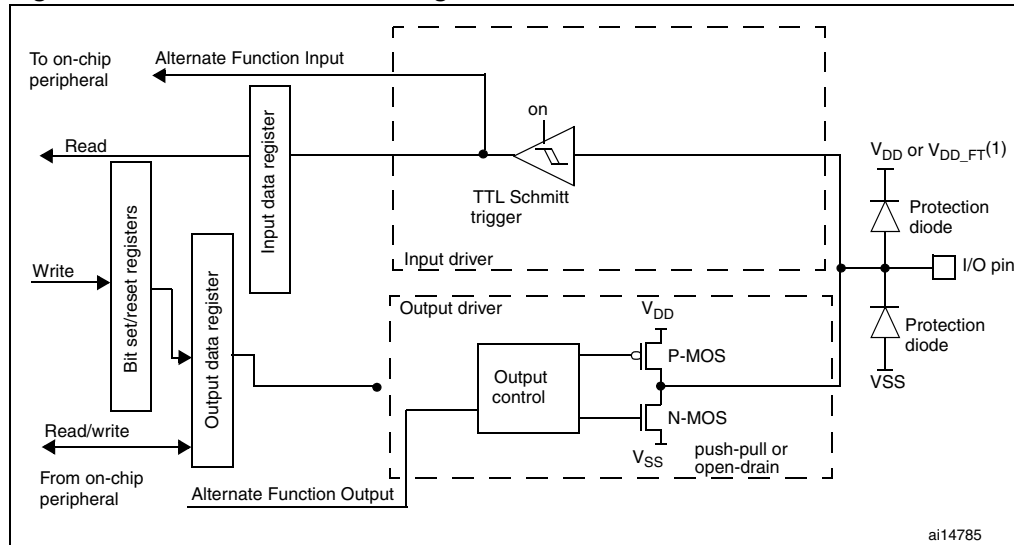 To on-chip
peripheral
Alternate Function Input
on
Read
Input data register
TTL Schmitt
trigger
VDD or VDD_FT(1)
Protection
diode
Bit set/reset registers
Write
Output data register
Input driver
I/O pin
Output driver
VDD
Protection
diode
P-MOS
Output
control
VSS
N-MOS
Read/write
VSS
push-pull or
open-drain
From on-chip
peripheral
Alternate Function Output
ai14785